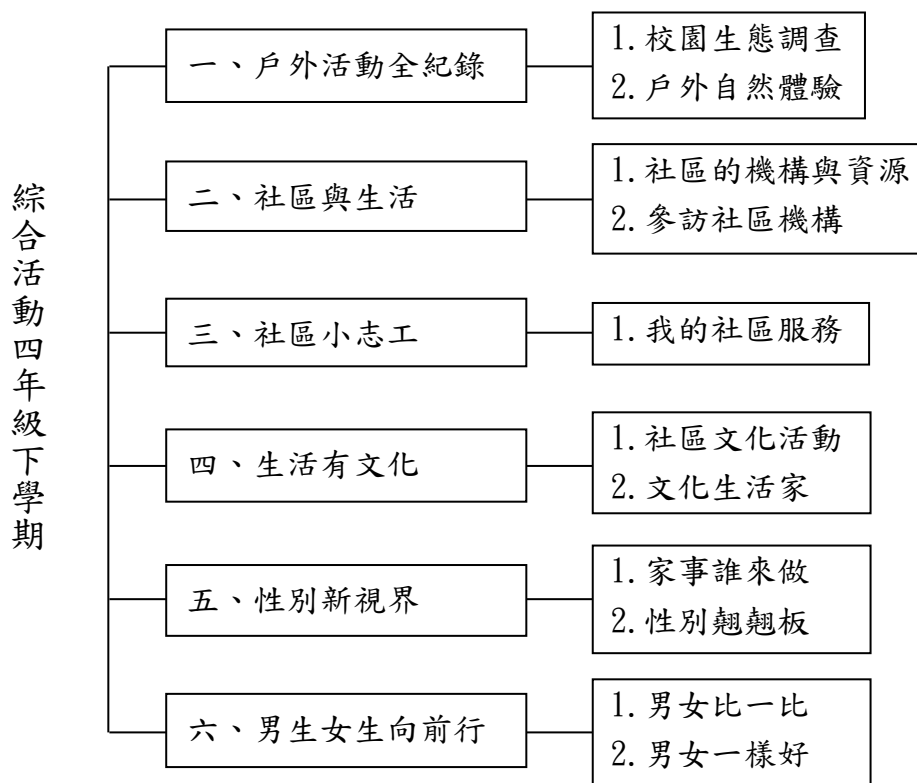 綜合活動四年級下學期
一、戶外活動全紀錄
1.校園生態調查
2.戶外自然體驗
二、社區與生活
1.社區的機構與資源
2.參訪社區機構
三、社區小志工
1.我的社區服務
四、生活有文化
1.社區文化活動
2.文化生活家
五、性別新視界
1.家事誰來做
2.性別翹翹板
六、男生女生向前行
1.男女比一比
2.男女一樣好